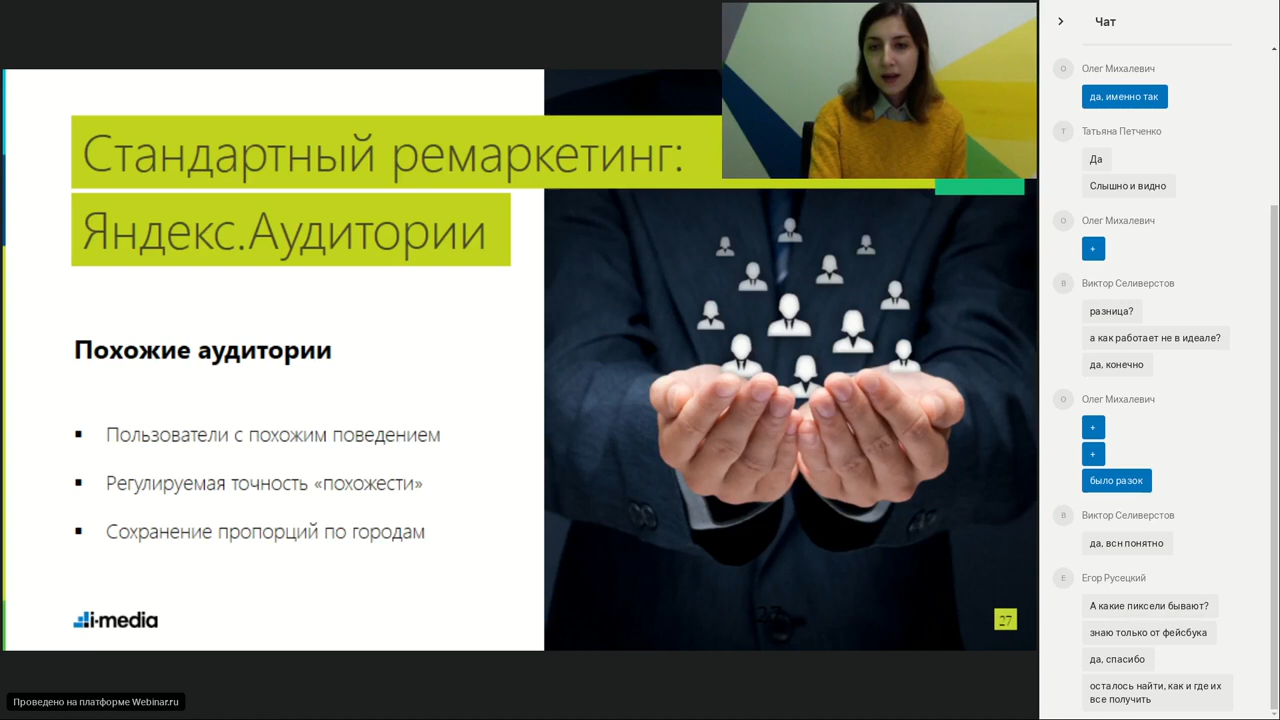 Стандартный ремаркетинг:
Яндекс.Аудитории
Похожие аудитории
Пользователи с похожим поведением
Регулируемая точность «похожести»
Сохранение пропорций по городам
i-media
27
27
Проведено на платформе Webinar.ru
Чат
О
Олег Михалевич
да, именно так
Т
Татьяна Петченко
Да
Слышно и видно
О
Олег Михалевич
+
В
Виктор Селиверстов
разница?
а как работает не в идеале?
да, конечно
О
Олег Михалевич
+
+
было разок
В
Виктор Селиверстов
да, всн понятно
Е
Егор Русецкий
А какие пиксели бывают?
знаю только от фейсбука
да, спасибо
осталось найти, как и где их
все получить